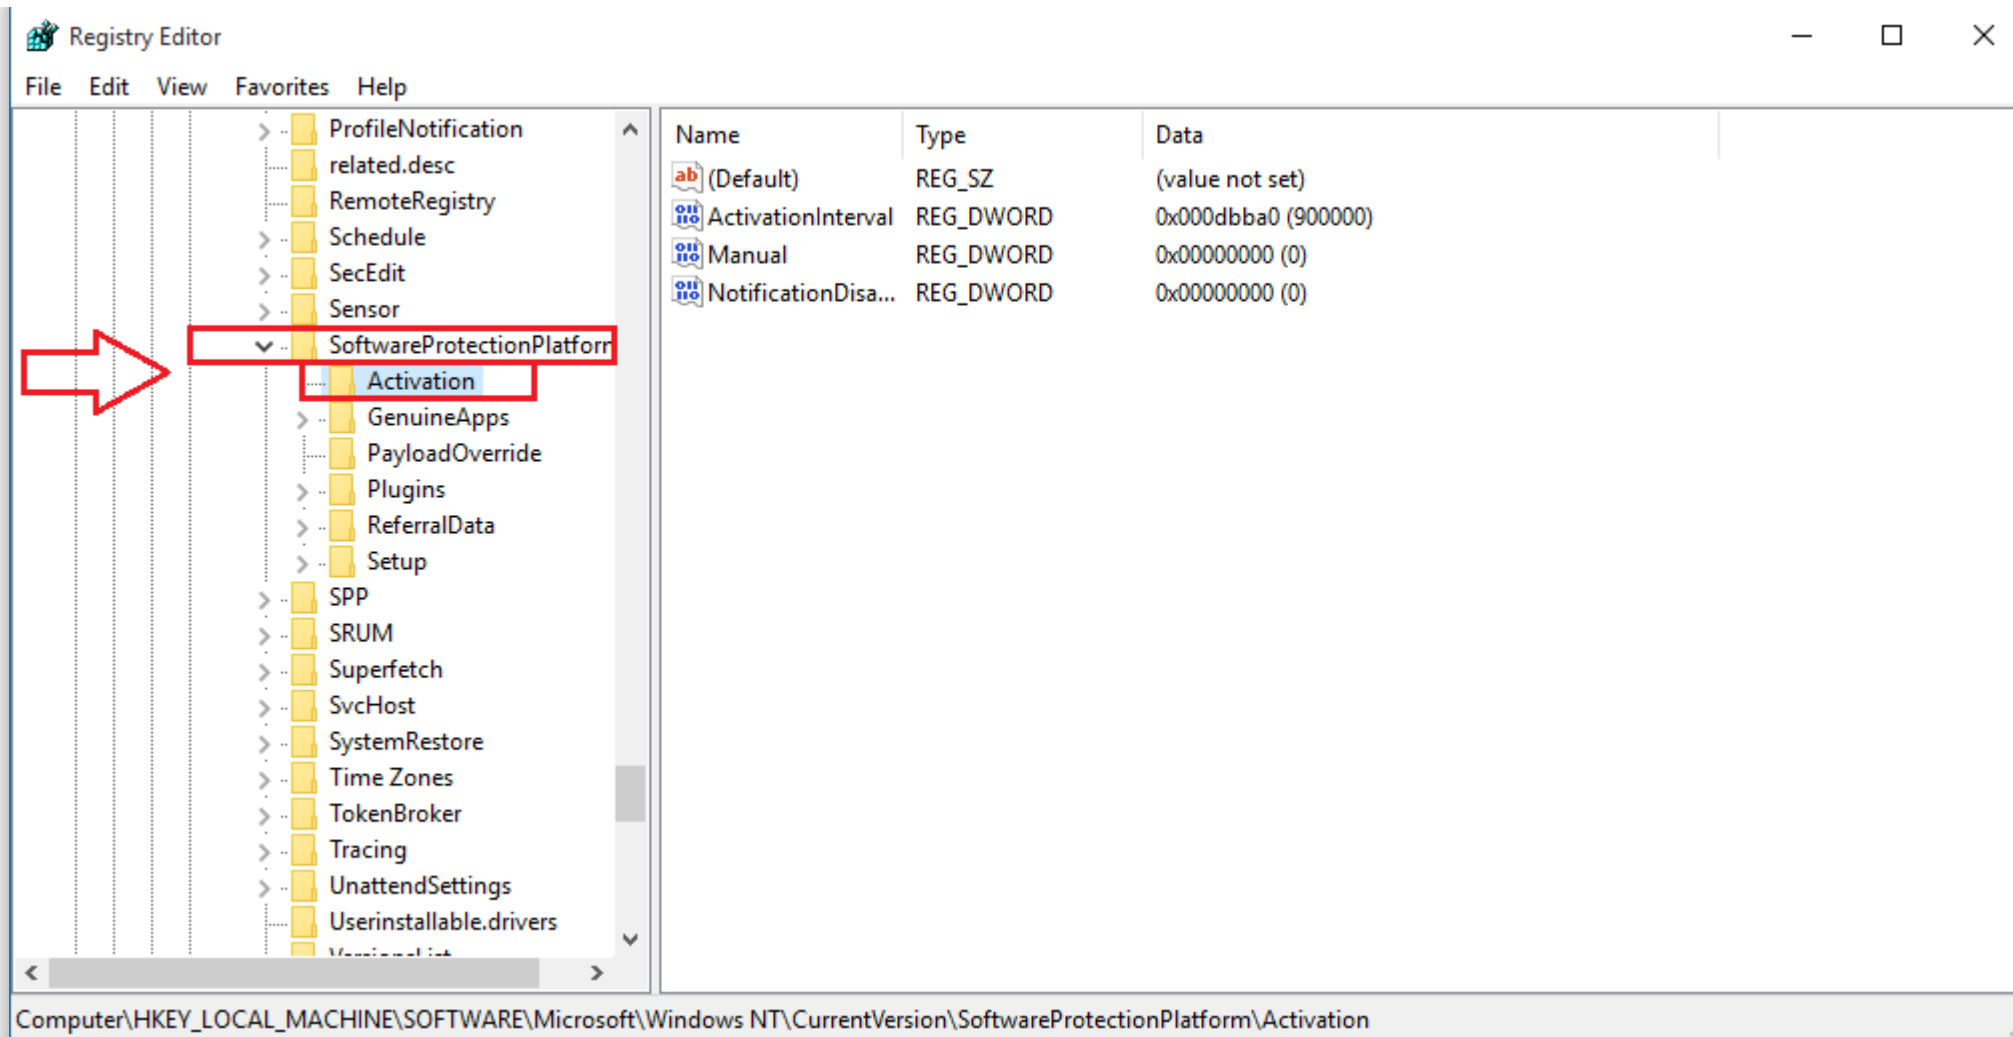 Registry Editor
File Edit View Favorites Help
ProfileNotification
related.desc
RemoteRegistry
Schedule
SecEdit
Sensor
SoftwareProtectionPlatform
Activation
GenuineApps
PayloadOverride
Plugins
ReferralData
Setup
SPP
SRUM
Superfetch
SvcHost
SystemRestore
Time Zones
TokenBroker
Tracing
UnattendSettings
Userinstallable.drivers
Name Type Data
(Default) REG_SZ (value not set)
ActivationInterval REG_DWORD 0x000dbba0 (900000)
Manual REG_DWORD 0x00000000 (0)
NotificationDisa... REG_DWORD 0x00000000 (0)
Computer\HKEY_LOCAL_MACHINE\SOFTWARE\Microsoft\Windows NT\CurrentVersion\SoftwareProtectionPlatform\Activation